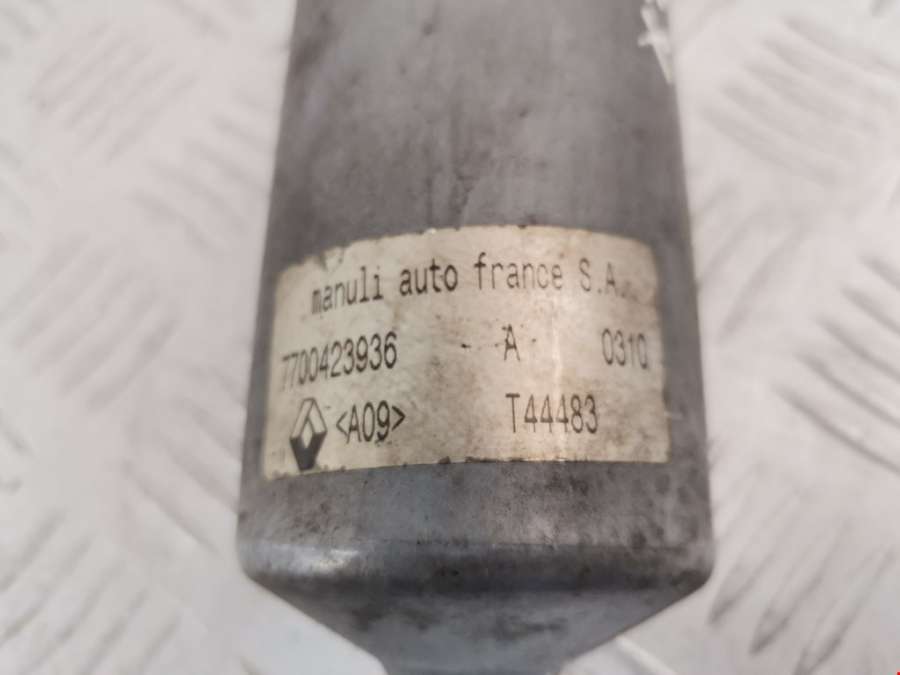 manuli auto france S.A.
7700423936 A 0310
<A09> T44483